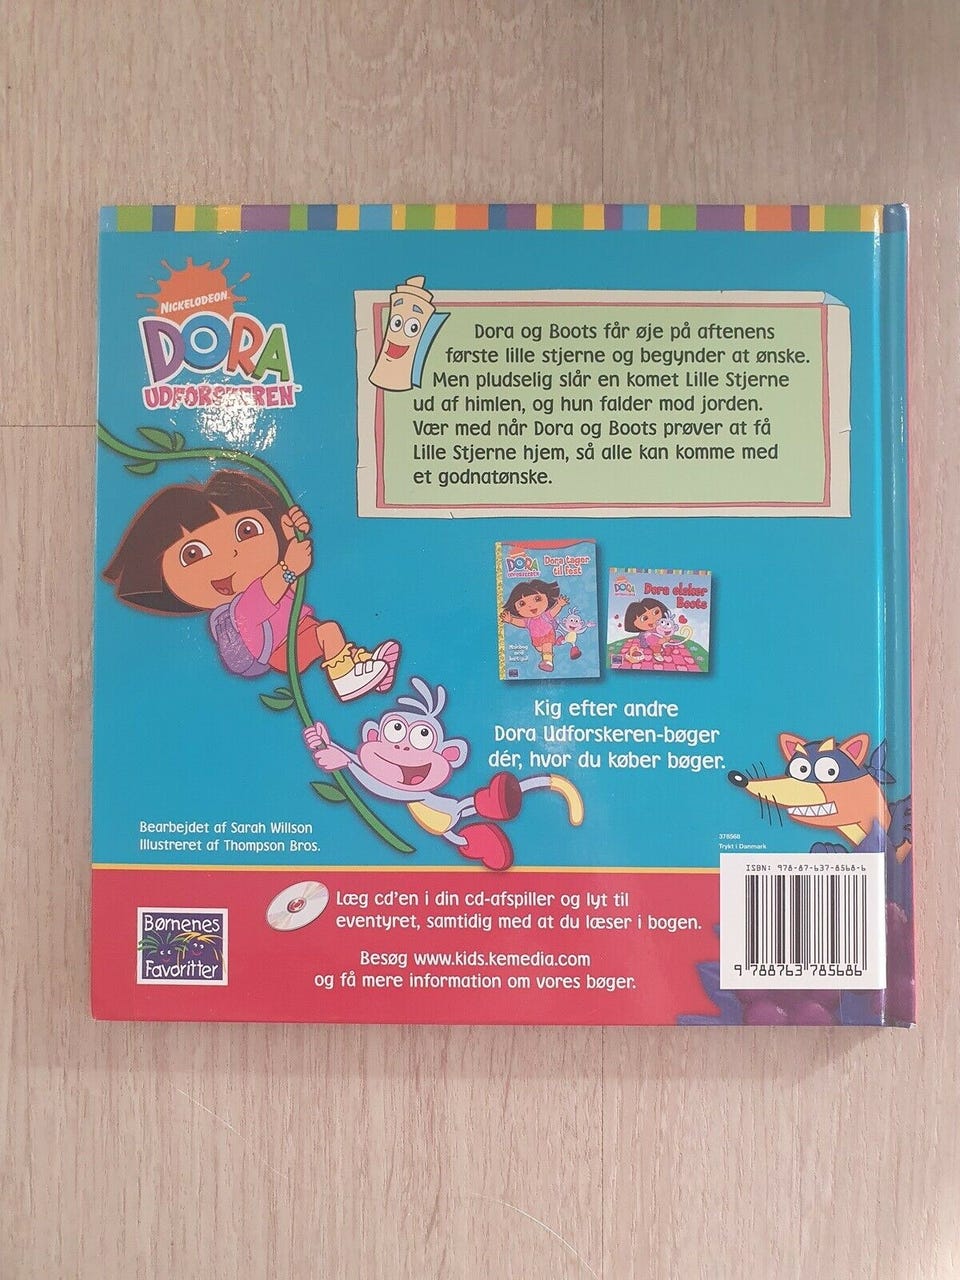 NICKELODEON
DORA
UDFORSKEREN
Dora og Boots får øje på aftenens
første lille stjerne og begynder at ønske.
Men pludselig slår en komet Lille Stjerne
ud af himlen, og hun falder mod jorden.
Vær med når Dora og Boots prøver at få
Lille Stjerne hjem, så alle kan komme med
et godnatønske.
DORA
UDFORSKEREN
Dora tager
til fest
DORA
Dora elsker
Boots
Kig efter andre
Dora Udforskeren-bøger
dér, hvor du køber bøger.
Bearbejdet af Sarah Willson
Illustreret af Thompson Bros.
378568
Trykt i Danmark
ISBN: 978-87-637-8568-6
9 788763 785686
Læg cd'en i din cd-afspiller og lyt til
eventyret, samtidig med at du læser i bogen.
Besøg www.kids.kemedia.com
og få mere information om vores bøger.
Børnenes
Favoritter